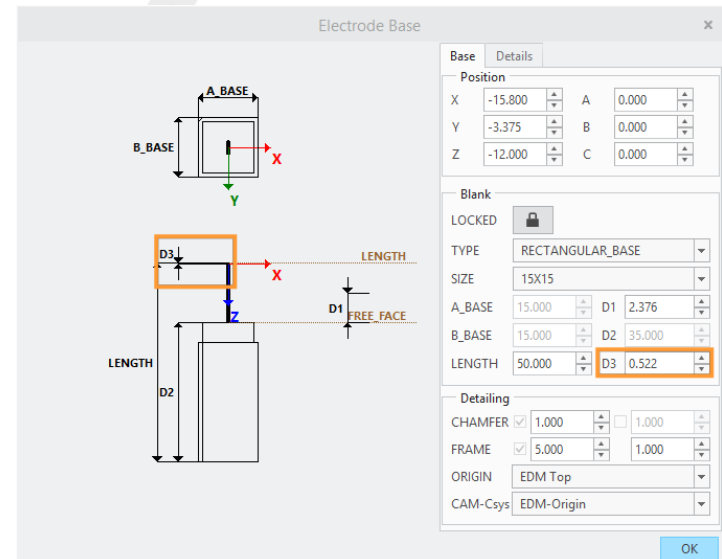 Electrode Base x
Base Details
Position
X -15.800 A 0.000
Y -3.375 B 0.000
Z -12.000 C 0.000
Blank
LOCKED
TYPE RECTANGULAR_BASE
SIZE 15X15
A_BASE 15.000 D1 2.376
B_BASE 15.000 D2 35.000
LENGTH 50.000 D3 0.522
Detailing
CHAMFER 1.000 1.000
FRAME 5.000 1.000
ORIGIN EDM Top
CAM-Csys EDM-Origin
OK
A_BASE
B_BASE
X
Y
D3
LENGTH
X
D1
Z
FREE_FACE
LENGTH
D2